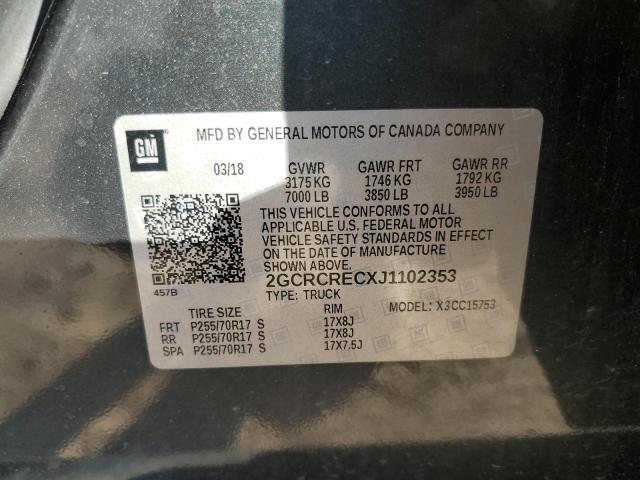 GM
MFD BY GENERAL MOTORS OF CANADA COMPANY
03/18 GVWR GAWR FRT GAWR RR
3175 KG 1746 KG 1792 KG
7000 LB 3850 LB 3950 LB
THIS VEHICLE CONFORMS TO ALL
APPLICABLE U.S. FEDERAL MOTOR
VEHICLE SAFETY STANDARDS IN EFFECT
ON THE DATE OF MANUFACTURE
SHOWN ABOVE.
457B 2GCRCRECXJ1102353
TYPE: TRUCK MODEL: X3CC15753
TIRE SIZE RIM
FRT P255/70R17 S 17X8J
RR P255/70R17 S 17X8J
SPA P255/70R17 S 17X7.5J